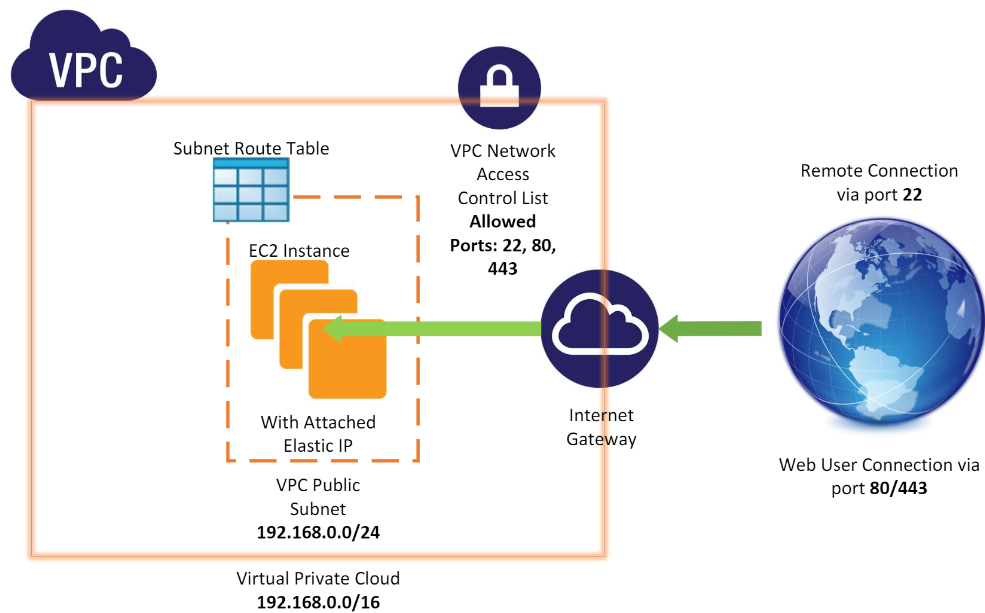 VPC
Subnet Route Table
EC2 Instance
With Attached
Elastic IP
VPC Public
Subnet
192.168.0.0/24
VPC Network
Access
Control List
Allowed
Ports: 22, 80,
443
Internet
Gateway
Remote Connection
via port 22
Web User Connection via
port 80/443
Virtual Private Cloud
192.168.0.0/16